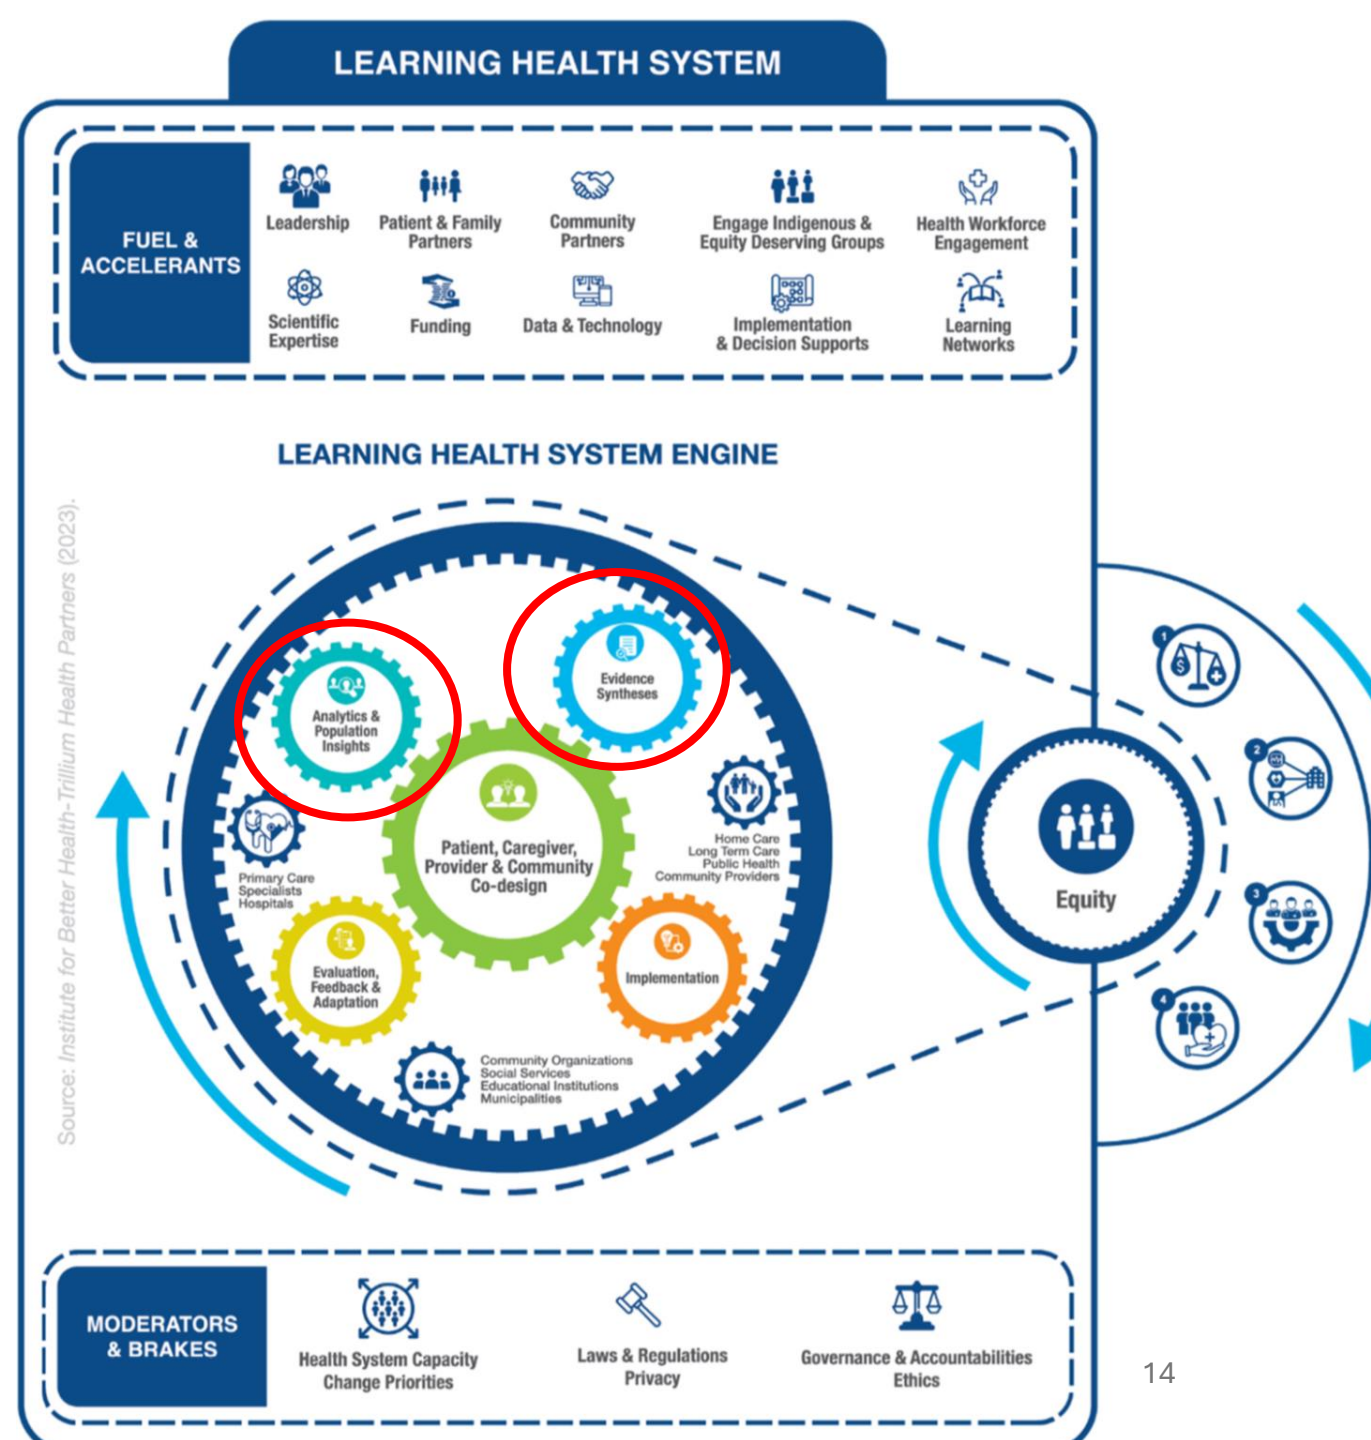 LEARNING HEALTH SYSTEM
FUEL &
ACCELERANTS
Leadership
Patient & Family
Partners
Community
Partners
Engage Indigenous &
Equity Deserving Groups
Health Workforce
Engagement
Scientific
Expertise
Funding
Data & Technology
Implementation
& Decision Supports
Learning
Networks
LEARNING HEALTH SYSTEM ENGINE
Source: Institute for Better Health-Trillium Health Partners (2023).
Analytics &
Population
Insights
Evidence
Syntheses
Patient, Caregiver,
Provider & Community
Co-design
Primary Care
Specialists
Hospitals
Home Care
Long Term Care
Public Health
Community Providers
Evaluation,
Feedback &
Adaptation
Implementation
Community Organizations
Social Services
Educational Institutions
Municipalities
Equity
1
$
2
3
4
MODERATORS
& BRAKES
Health System Capacity
Change Priorities
Laws & Regulations
Privacy
Governance & Accountabilities
Ethics
14